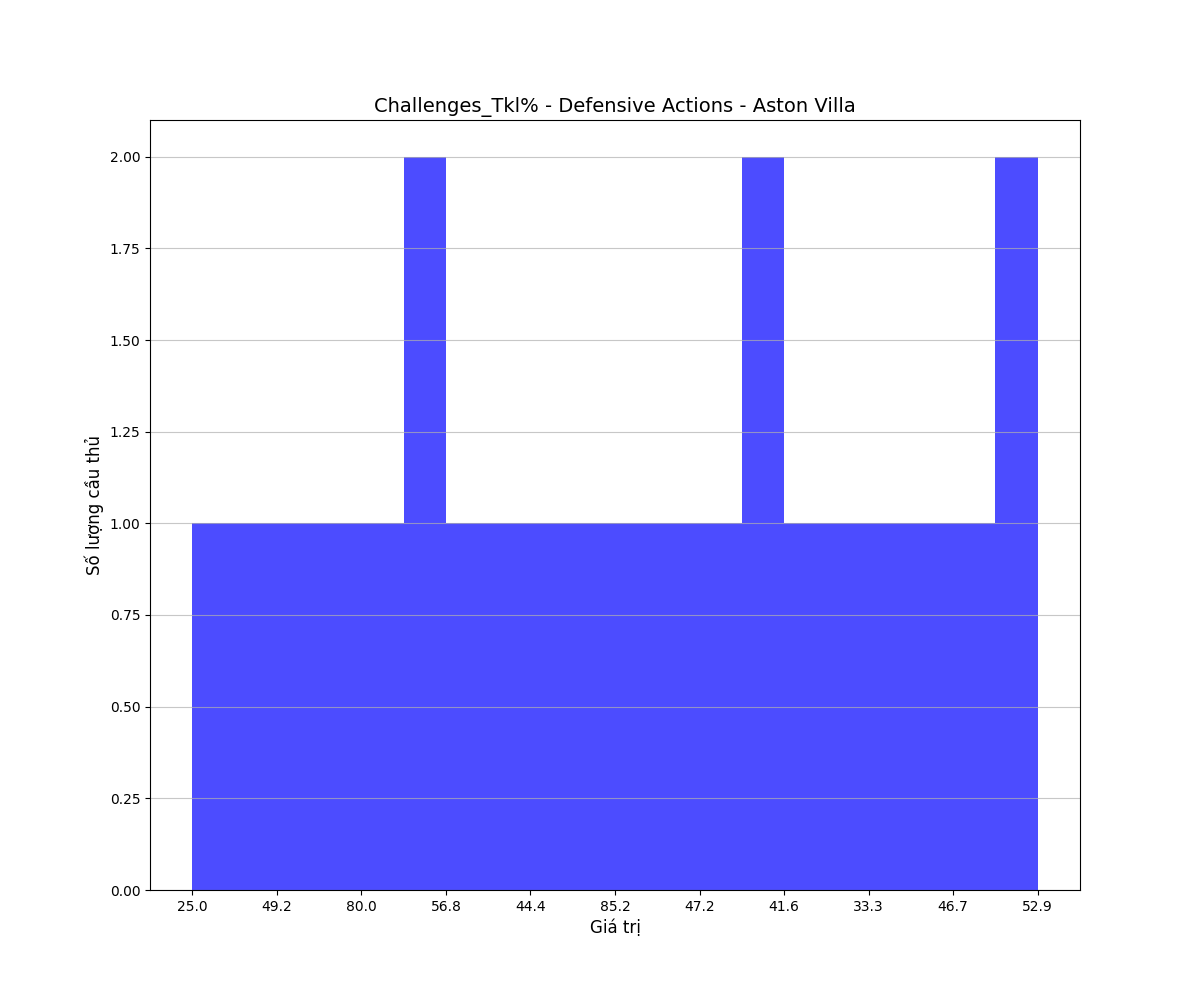 Challenges_Tkl% - Defensive Actions - Aston Villa
Số lượng cầu thủ
2.00
1.75
1.50
1.25
1.00
0.75
0.50
0.25
0.00
25.0 49.2 80.0 56.8 44.4 85.2 47.2 41.6 33.3 46.7 52.9
Giá trị